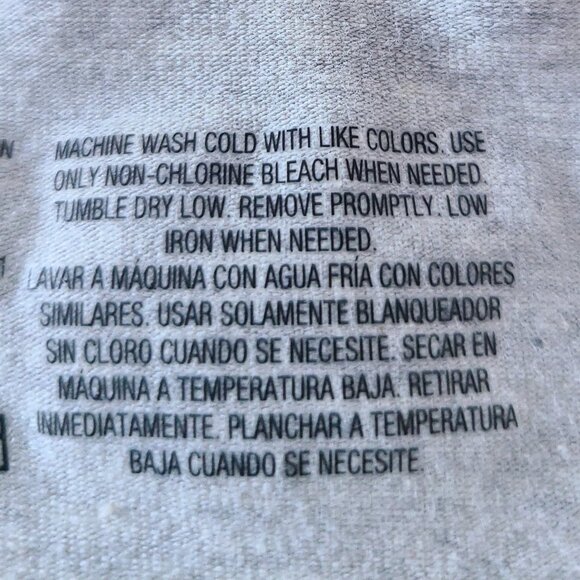 MACHINE WASH COLD WITH LIKE COLORS. USE
ONLY NON-CHLORINE BLEACH WHEN NEEDED.
TUMBLE DRY LOW. REMOVE PROMPTLY. LOW
IRON WHEN NEEDED.
LAVAR A MÁQUINA CON AGUA FRÍA CON COLORES
SIMILARES. USAR SOLAMENTE BLANQUEADOR
SIN CLORO CUANDO SE NECESITE. SECAR EN
MÁQUINA A TEMPERATURA BAJA. RETIRAR
INMEDIATAMENTE. PLANCHAR A TEMPERATURA
BAJA CUANDO SE NECESITE.